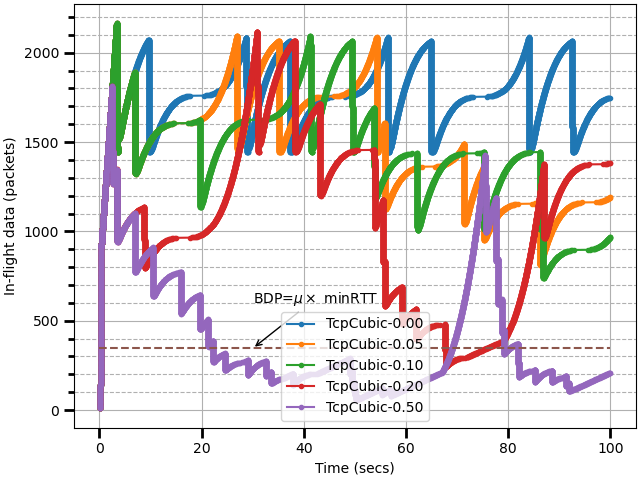 2000
1500
1000
500
0
In-flight data (packets)
BDP=μ× minRTT
TcpCubic-0.00
TcpCubic-0.05
TcpCubic-0.10
TcpCubic-0.20
TcpCubic-0.50
0 20 40 60 80 100
Time (secs)